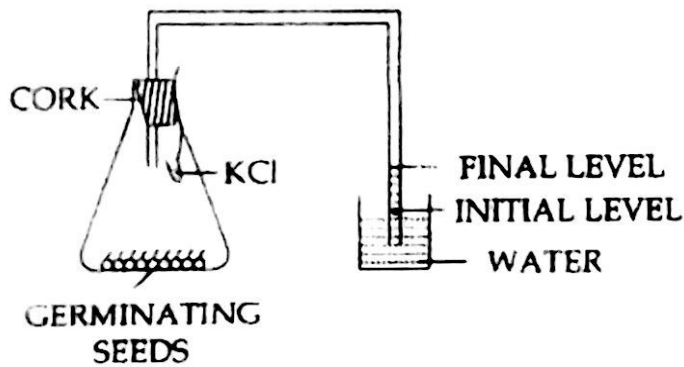 CORK
KCl
FINAL LEVEL
INITIAL LEVEL
WATER
GERMINATING
SEEDS